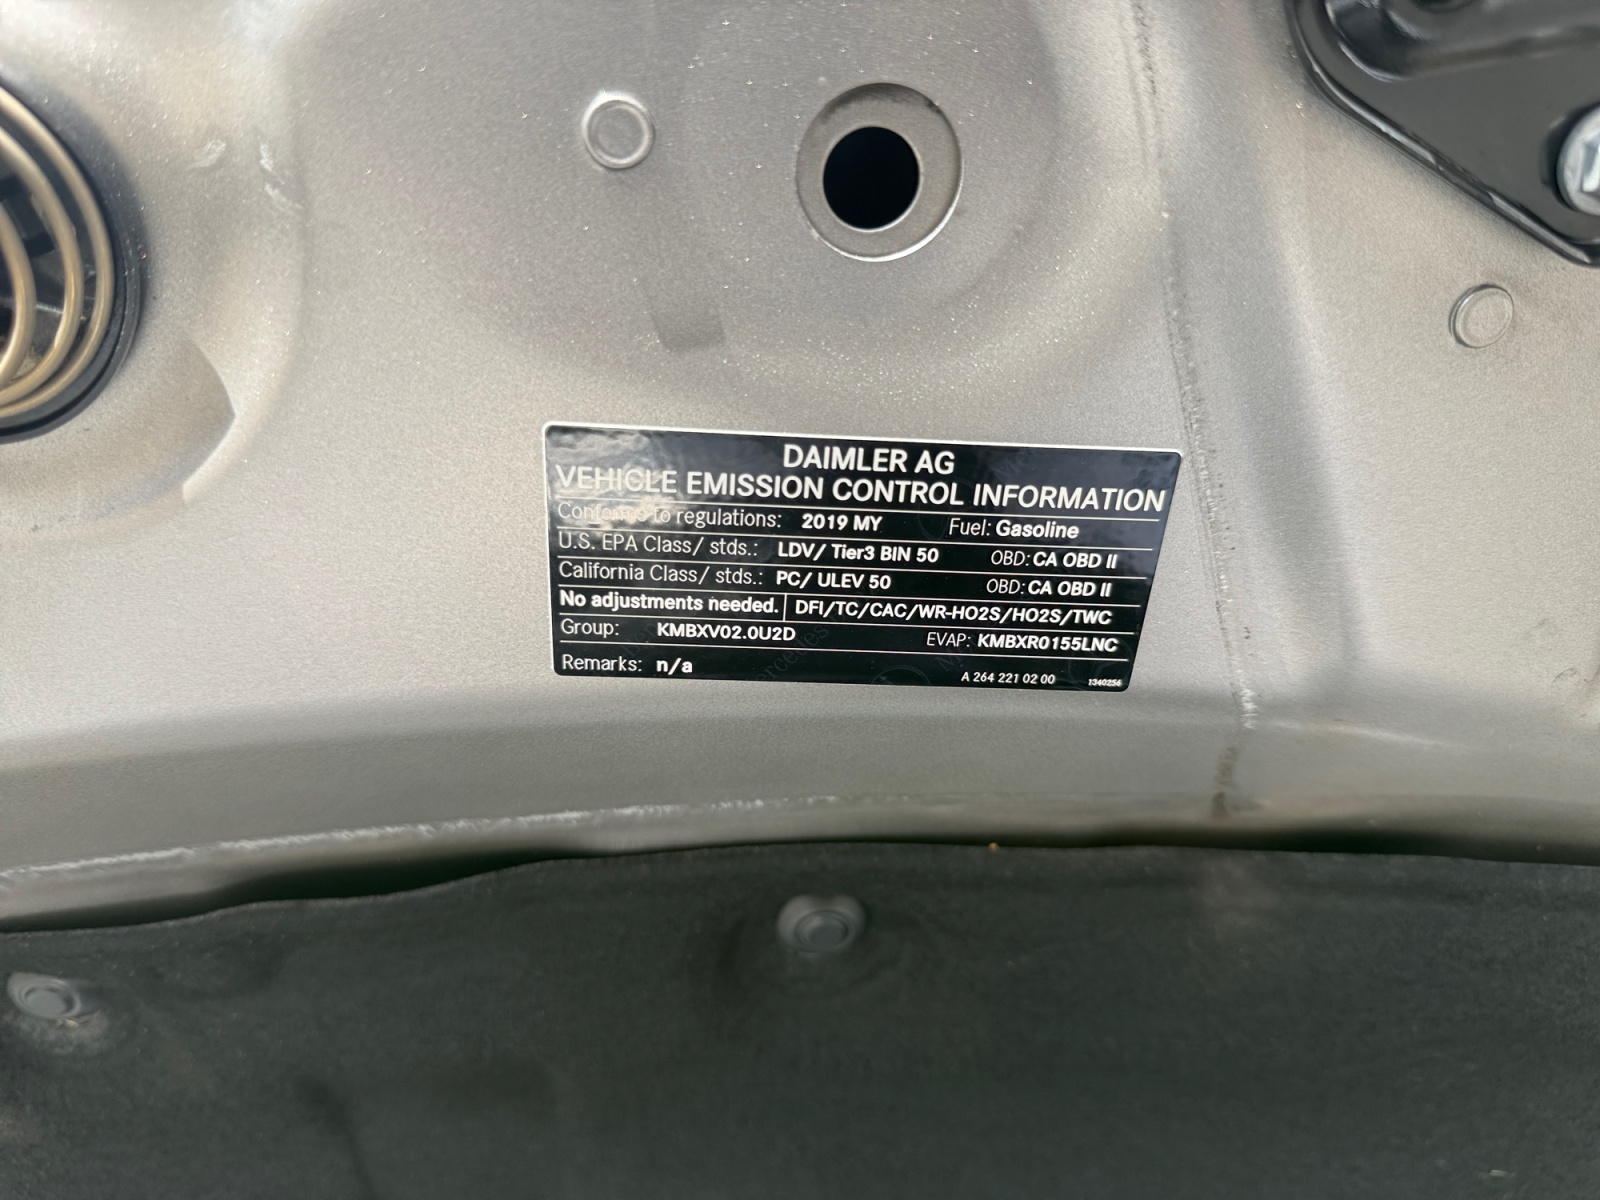 DAIMLER AG
VEHICLE EMISSION CONTROL INFORMATION
Conforms to regulations: 2019 MY Fuel: Gasoline
U.S. EPA Class/ stds.: LDV/ Tier3 BIN 50 OBD: CA OBD II
California Class/ stds.: PC/ ULEV 50 OBD: CA OBD II
No adjustments needed. DFI/TC/CAC/WR-HO2S/HO2S/TWC
Group: KMBXV02.0U2D EVAP: KMBXR0155LNC
Remarks: n/a
A 264 221 02 00 1340256